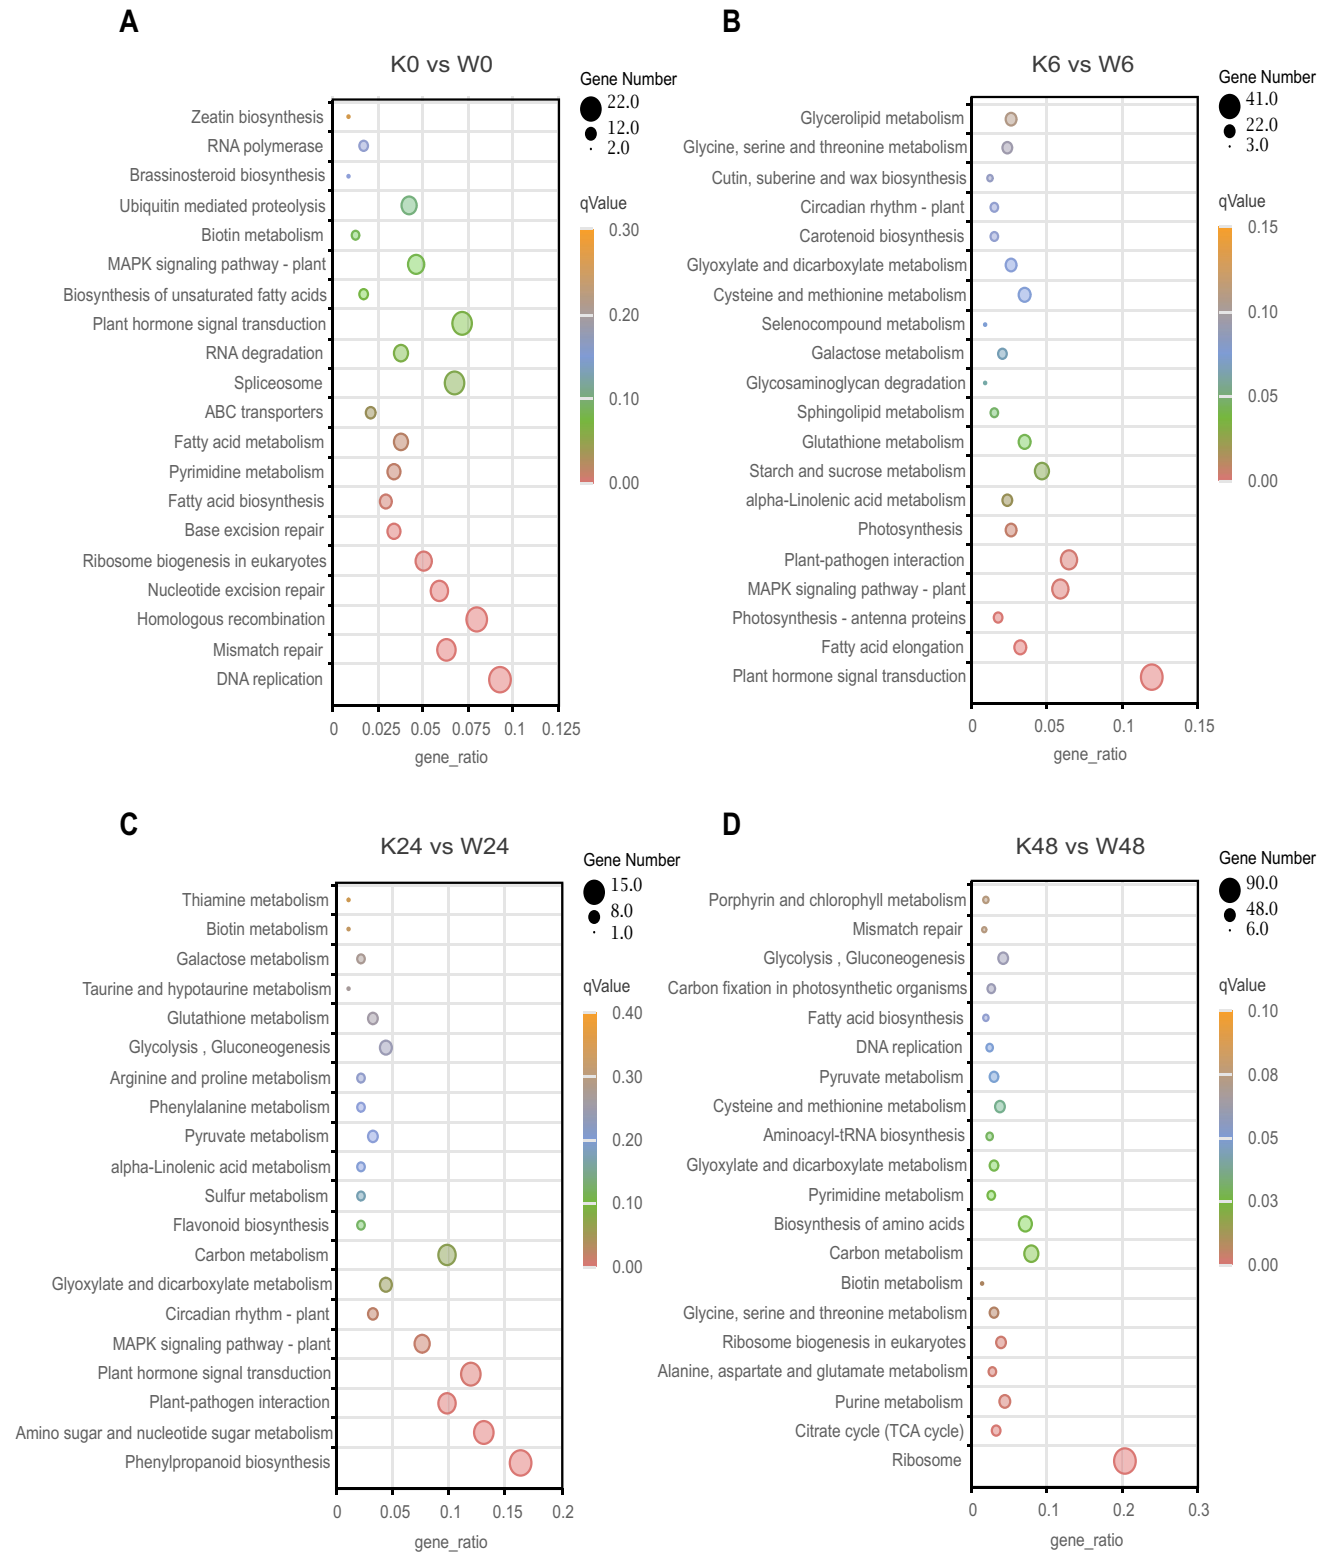 A
K0 vs W0
Gene Number
22.0
12.0
2.0
qValue
0.30
0.20
0.10
0.00
Zeatin biosynthesis
RNA polymerase
Brassinosteroid biosynthesis
Ubiquitin mediated proteolysis
Biotin metabolism
MAPK signaling pathway - plant
Biosynthesis of unsaturated fatty acids
Plant hormone signal transduction
RNA degradation
Spliceosome
ABC transporters
Fatty acid metabolism
Pyrimidine metabolism
Fatty acid biosynthesis
Base excision repair
Ribosome biogenesis in eukaryotes
Nucleotide excision repair
Homologous recombination
Mismatch repair
DNA replication
0 0.025 0.05 0.075 0.1 0.125
gene_ratio
B
K6 vs W6
Gene Number
41.0
22.0
3.0
qValue
0.15
0.10
0.05
0.00
Glycerolipid metabolism
Glycine, serine and threonine metabolism
Cutin, suberine and wax biosynthesis
Circadian rhythm - plant
Carotenoid biosynthesis
Glyoxylate and dicarboxylate metabolism
Cysteine and methionine metabolism
Selenocompound metabolism
Galactose metabolism
Glycosaminoglycan degradation
Sphingolipid metabolism
Glutathione metabolism
Starch and sucrose metabolism
alpha-Linolenic acid metabolism
Photosynthesis
Plant-pathogen interaction
MAPK signaling pathway - plant
Photosynthesis - antenna proteins
Fatty acid elongation
Plant hormone signal transduction
0 0.05 0.1 0.15
gene_ratio
C
K24 vs W24
Gene Number
15.0
8.0
1.0
qValue
0.40
0.30
0.20
0.10
0.00
Thiamine metabolism
Biotin metabolism
Galactose metabolism
Taurine and hypotaurine metabolism
Glutathione metabolism
Glycolysis , Gluconeogenesis
Arginine and proline metabolism
Phenylalanine metabolism
Pyruvate metabolism
alpha-Linolenic acid metabolism
Sulfur metabolism
Flavonoid biosynthesis
Carbon metabolism
Glyoxylate and dicarboxylate metabolism
Circadian rhythm - plant
MAPK signaling pathway - plant
Plant hormone signal transduction
Plant-pathogen interaction
Amino sugar and nucleotide sugar metabolism
Phenylpropanoid biosynthesis
0 0.05 0.1 0.15 0.2
gene_ratio
D
K48 vs W48
Gene Number
90.0
48.0
6.0
qValue
0.10
0.08
0.05
0.03
0.00
Porphyrin and chlorophyll metabolism
Mismatch repair
Glycolysis , Gluconeogenesis
Carbon fixation in photosynthetic organisms
Fatty acid biosynthesis
DNA replication
Pyruvate metabolism
Cysteine and methionine metabolism
Aminoacyl-tRNA biosynthesis
Glyoxylate and dicarboxylate metabolism
Pyrimidine metabolism
Biosynthesis of amino acids
Carbon metabolism
Biotin metabolism
Glycine, serine and threonine metabolism
Ribosome biogenesis in eukaryotes
Alanine, aspartate and glutamate metabolism
Purine metabolism
Citrate cycle (TCA cycle)
Ribosome
0 0.1 0.2 0.3
gene_ratio